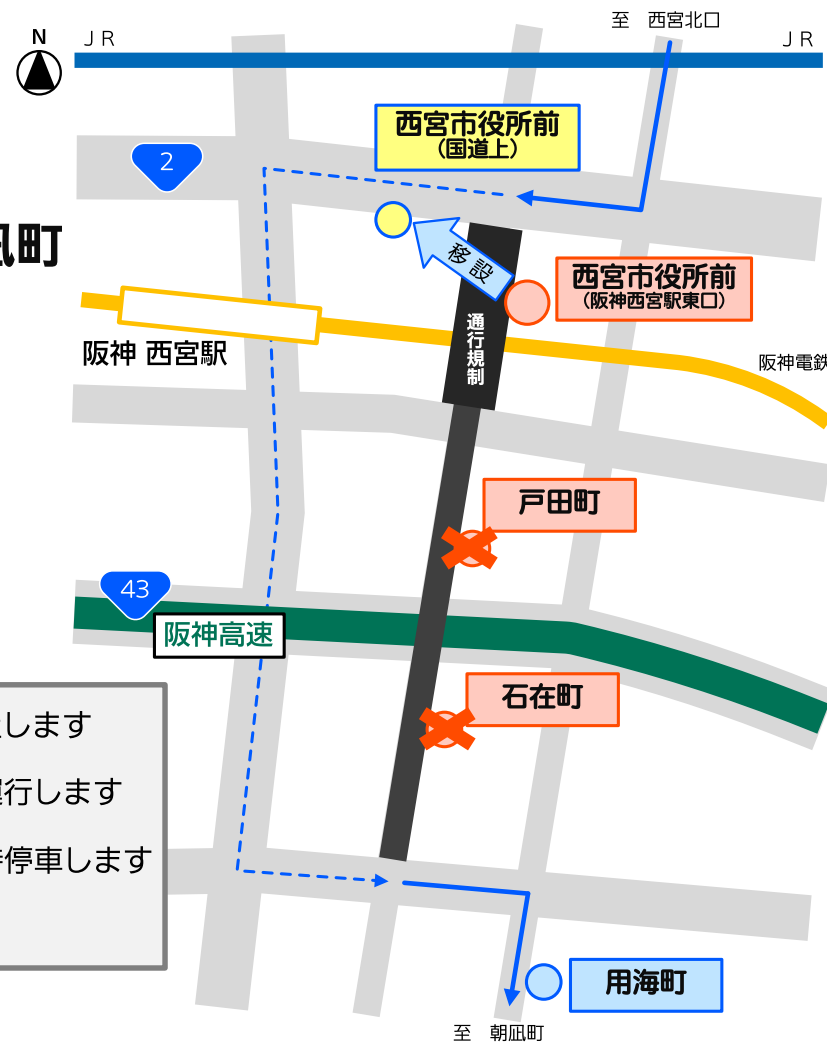 至 西宮北口
N
JR
JR
西宮市役所前
(国道上)
2
凪町
移設
西宮市役所前
(阪神西宮駅東口)
通行規制
阪神 西宮駅
阪神電鉄
戸田町
43
阪神高速
石在町
します
行します
停車します
用海町
至 朝凪町